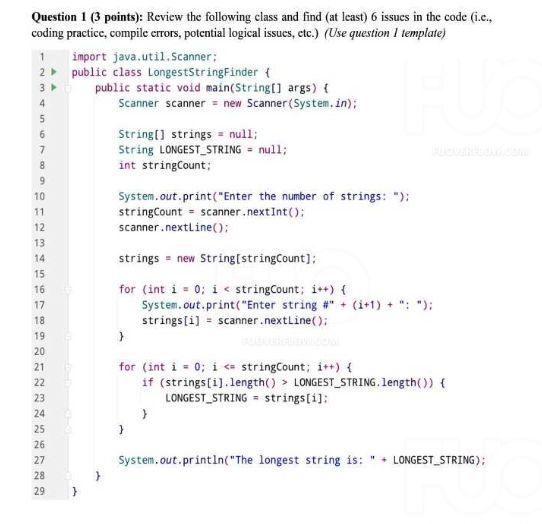 Question 1 (3 points): Review the following class and find (at least) 6 issues in the code (i.e.,
coding practice, compile errors, potential logical issues, etc.) (Use question 1 template)
1 import java.util.Scanner;
2 public class LongestStringFinder {
3 public static void main(String[] args) {
4 Scanner scanner = new Scanner(System.in);
5
6 String[] strings = null;
7 String LONGEST_STRING = null;
8 int stringCount;
9
10 System.out.print("Enter the number of strings: ");
11 stringCount = scanner.nextInt();
12 scanner.nextLine();
13
14 strings = new String[stringCount];
15
16 for (int i = 0; i < stringCount; i++) {
17 System.out.print("Enter string #" + (i+1) + ": ");
18 strings[i] = scanner.nextLine();
19 }
20
21 for (int i = 0; i <= stringCount; i++) {
22 if (strings[i].length() > LONGEST_STRING.length()) {
23 LONGEST_STRING = strings[i];
24 }
25 }
26
27 System.out.println("The longest string is: " + LONGEST_STRING);
28 }
29 }
FUO
FUOVERFLOW.COM
FUO
FUOVERFLOW.COM
FUO